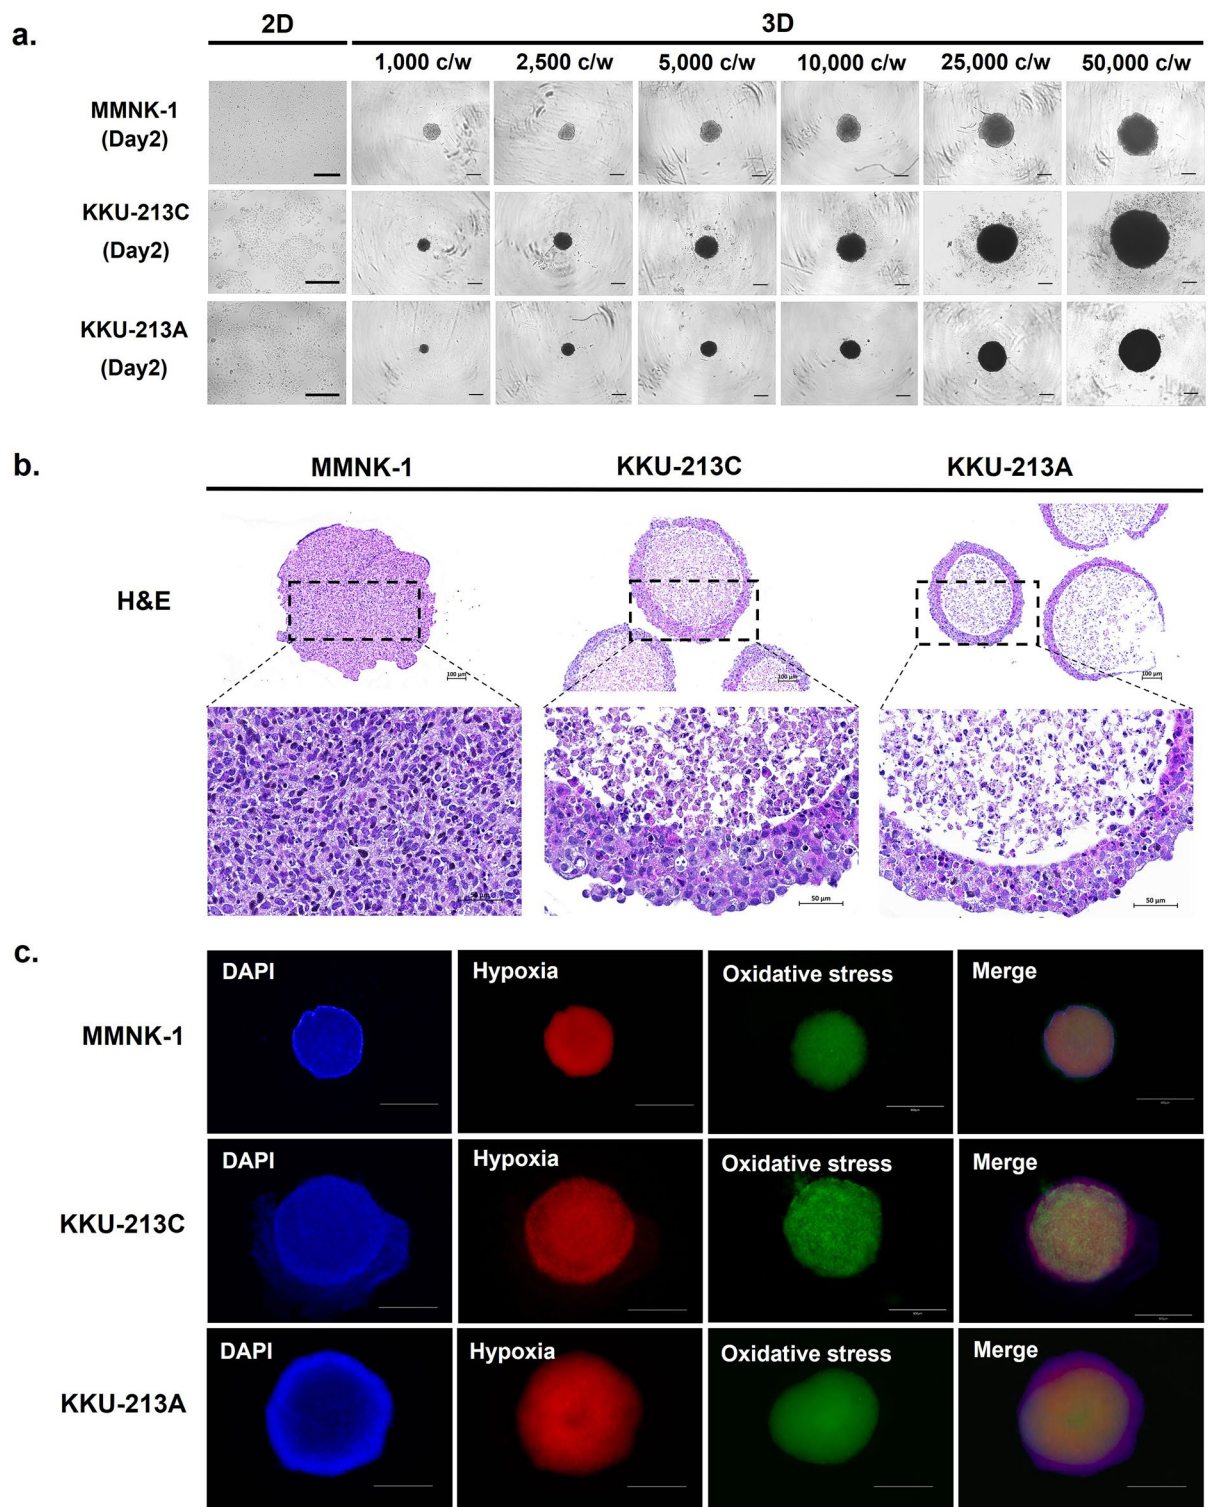 a.
2D 3D
1,000 c/w 2,500 c/w 5,000 c/w 10,000 c/w 25,000 c/w 50,000 c/w
MMNK-1
(Day2)
KKU-213C
(Day2)
KKU-213A
(Day2)
b.
MMNK-1 KKU-213C KKU-213A
H&E
100 µm 100 µm 100 µm
50 µm 50 µm 50 µm
c.
MMNK-1
DAPI Hypoxia Oxidative stress Merge
KKU-213C
DAPI Hypoxia Oxidative stress Merge
KKU-213A
DAPI Hypoxia Oxidative stress Merge